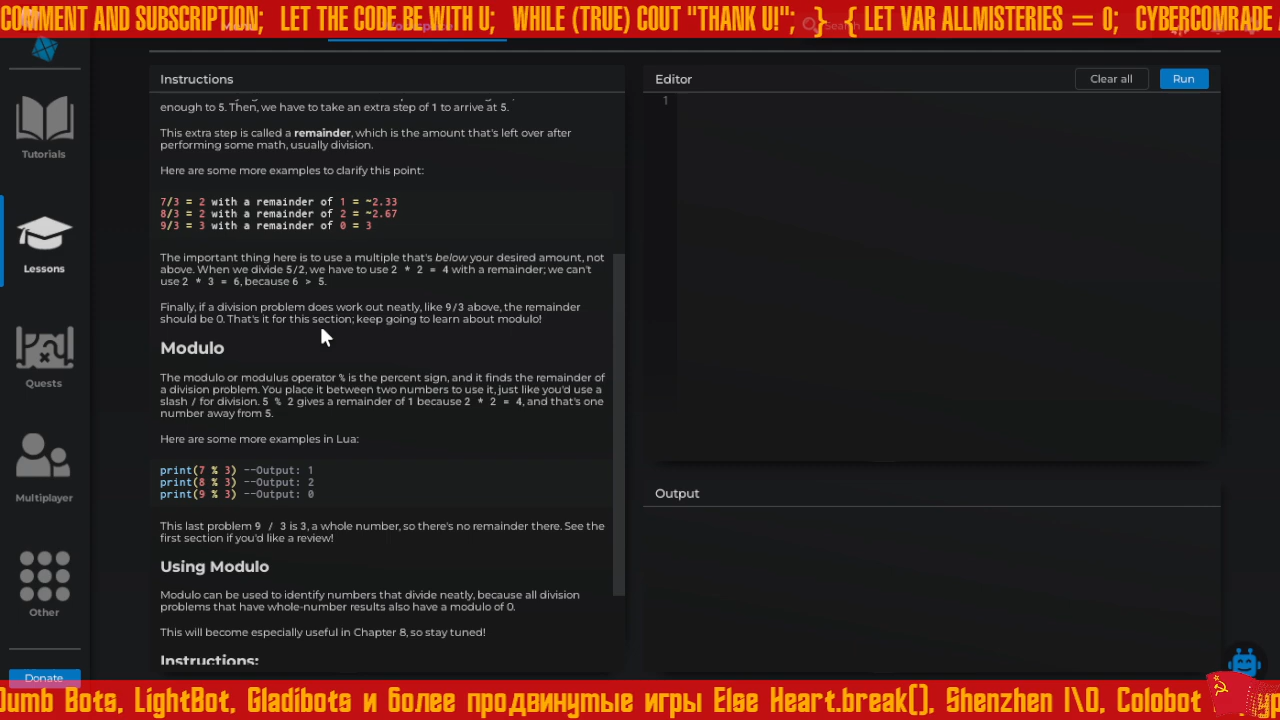 COMMENT AND SUBSCRIPTION;   LET THE CODE BE WITH U;   WHILE (TRUE) COUT "THANK U!";   }   { LET VAR ALLMISTERIES == 0;   CYBERCOMRADE
Search
Instructions
Editor
Clear all
Run
1
enough to 5. Then, we have to take an extra step of 1 to arrive at 5.
This extra step is called a remainder, which is the amount that's left over after
performing some math, usually division.
Here are some more examples to clarify this point:
7/3 = 2 with a remainder of 1 = ~2.33
8/3 = 2 with a remainder of 2 = ~2.67
9/3 = 3 with a remainder of 0 = 3
The important thing here is to use a multiple that's below your desired amount, not
above. When we divide 5/2, we have to use 2 * 2 = 4 with a remainder; we can't
use 2 * 3 = 6, because 6 > 5.
Finally, if a division problem does work out neatly, like 9/3 above, the remainder
should be 0. That's it for this section; keep going to learn about modulo!
Modulo
The modulo or modulus operator % is the percent sign, and it finds the remainder of
a division problem. You place it between two numbers to use it, just like you'd use a
slash / for division. 5 % 2 gives a remainder of 1 because 2 * 2 = 4, and that's one
number away from 5.
Here are some more examples in Lua:
print(7 % 3) --Output: 1
print(8 % 3) --Output: 2
print(9 % 3) --Output: 0
This last problem 9 / 3 is 3, a whole number, so there's no remainder there. See the
first section if you'd like a review!
Using Modulo
Modulo can be used to identify numbers that divide neatly, because all division
problems that have whole-number results also have a modulo of 0.
This will become especially useful in Chapter 8, so stay tuned!
Instructions:
Output
Tutorials
Lessons
Quests
Multiplayer
Other
Donate
Dumb Bots, LightBot, Gladibots и более продвинутые игры Else Heart.break(), Shenzhen I\O, Colobot